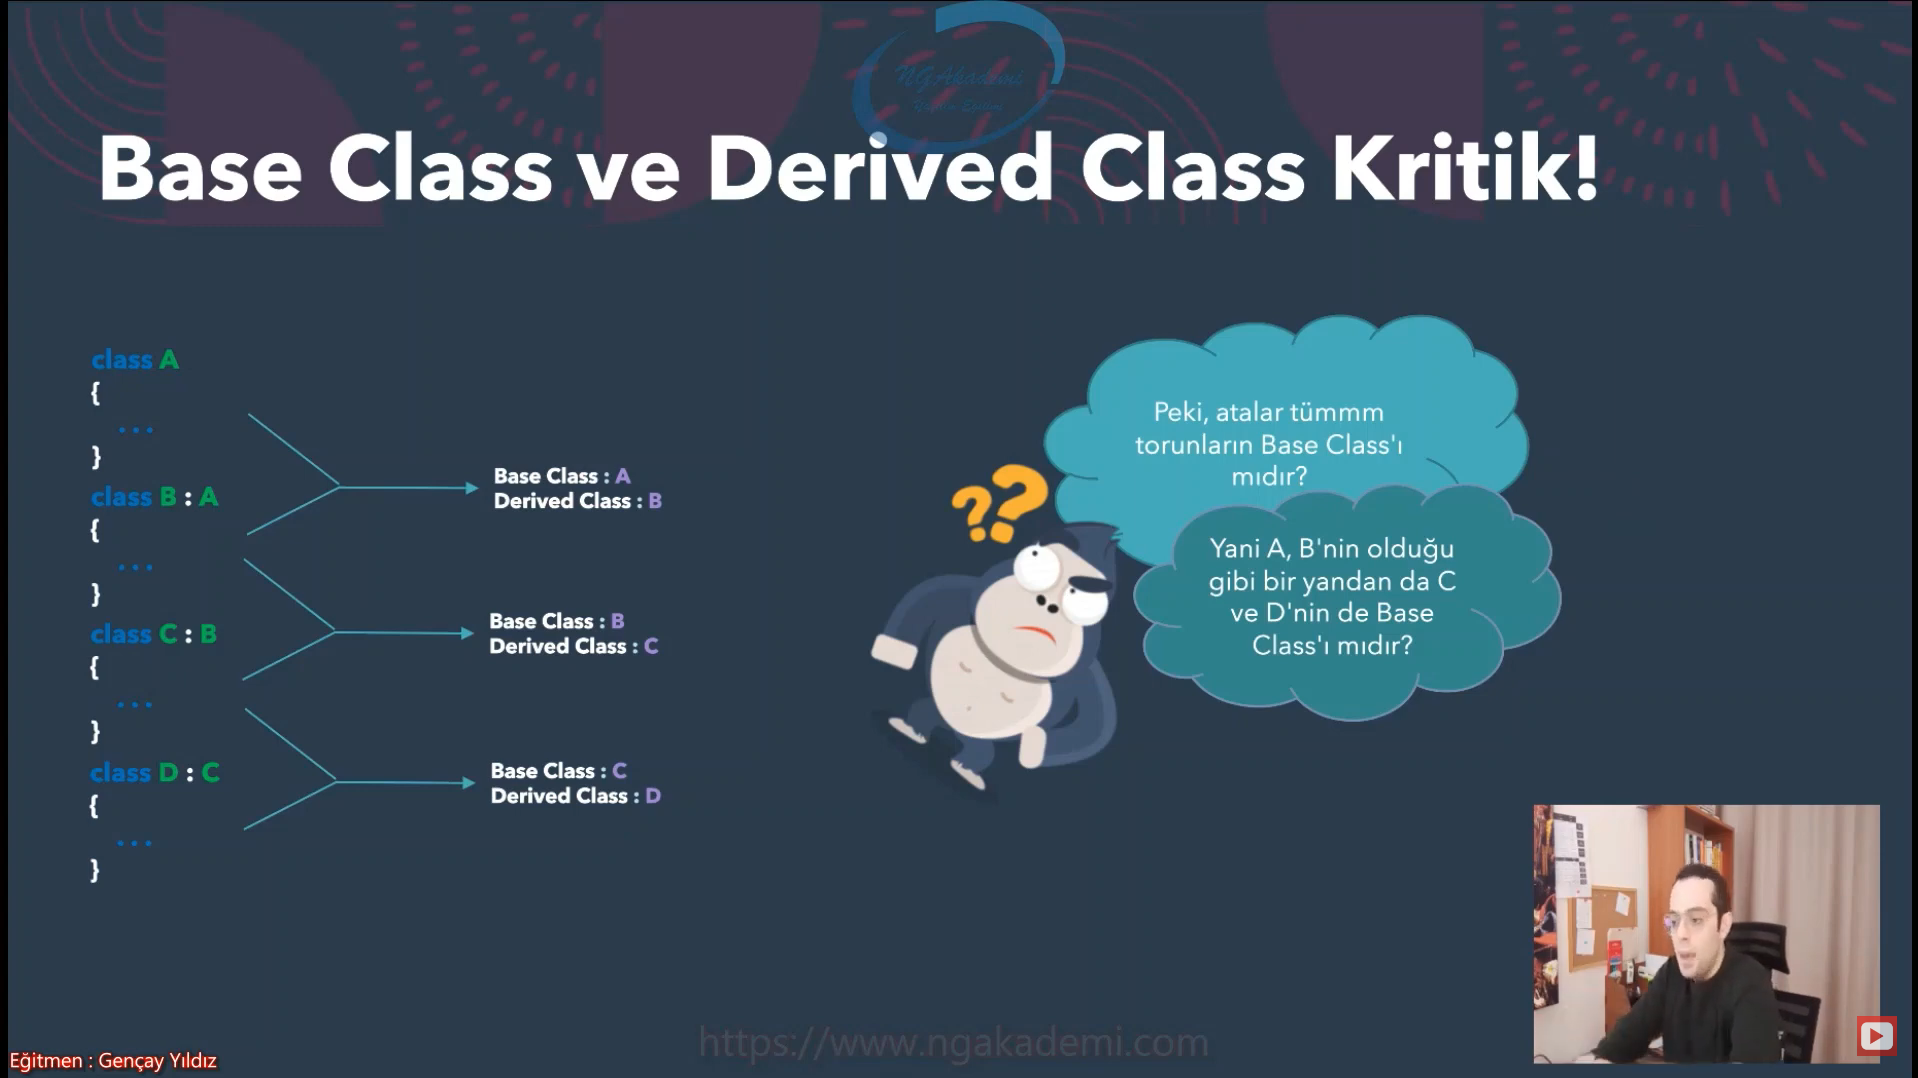 NGAkademi
Base Class ve Derived Class Kritik!
class A
{
...
}
class B : A
{
...
}
class C : B
{
...
}
class D : C
{
...
}
Base Class : A
Derived Class : B
Base Class : B
Derived Class : C
Base Class : C
Derived Class : D
??
Peki, atalar tümmm
torunların Base Class'ı
mıdır?
Yani A, B'nin olduğu
gibi bir yandan da C
ve D'nin de Base
Class'ı mıdır?
https://www.ngakademi.com
Eğitmen : Gençay Yıldız